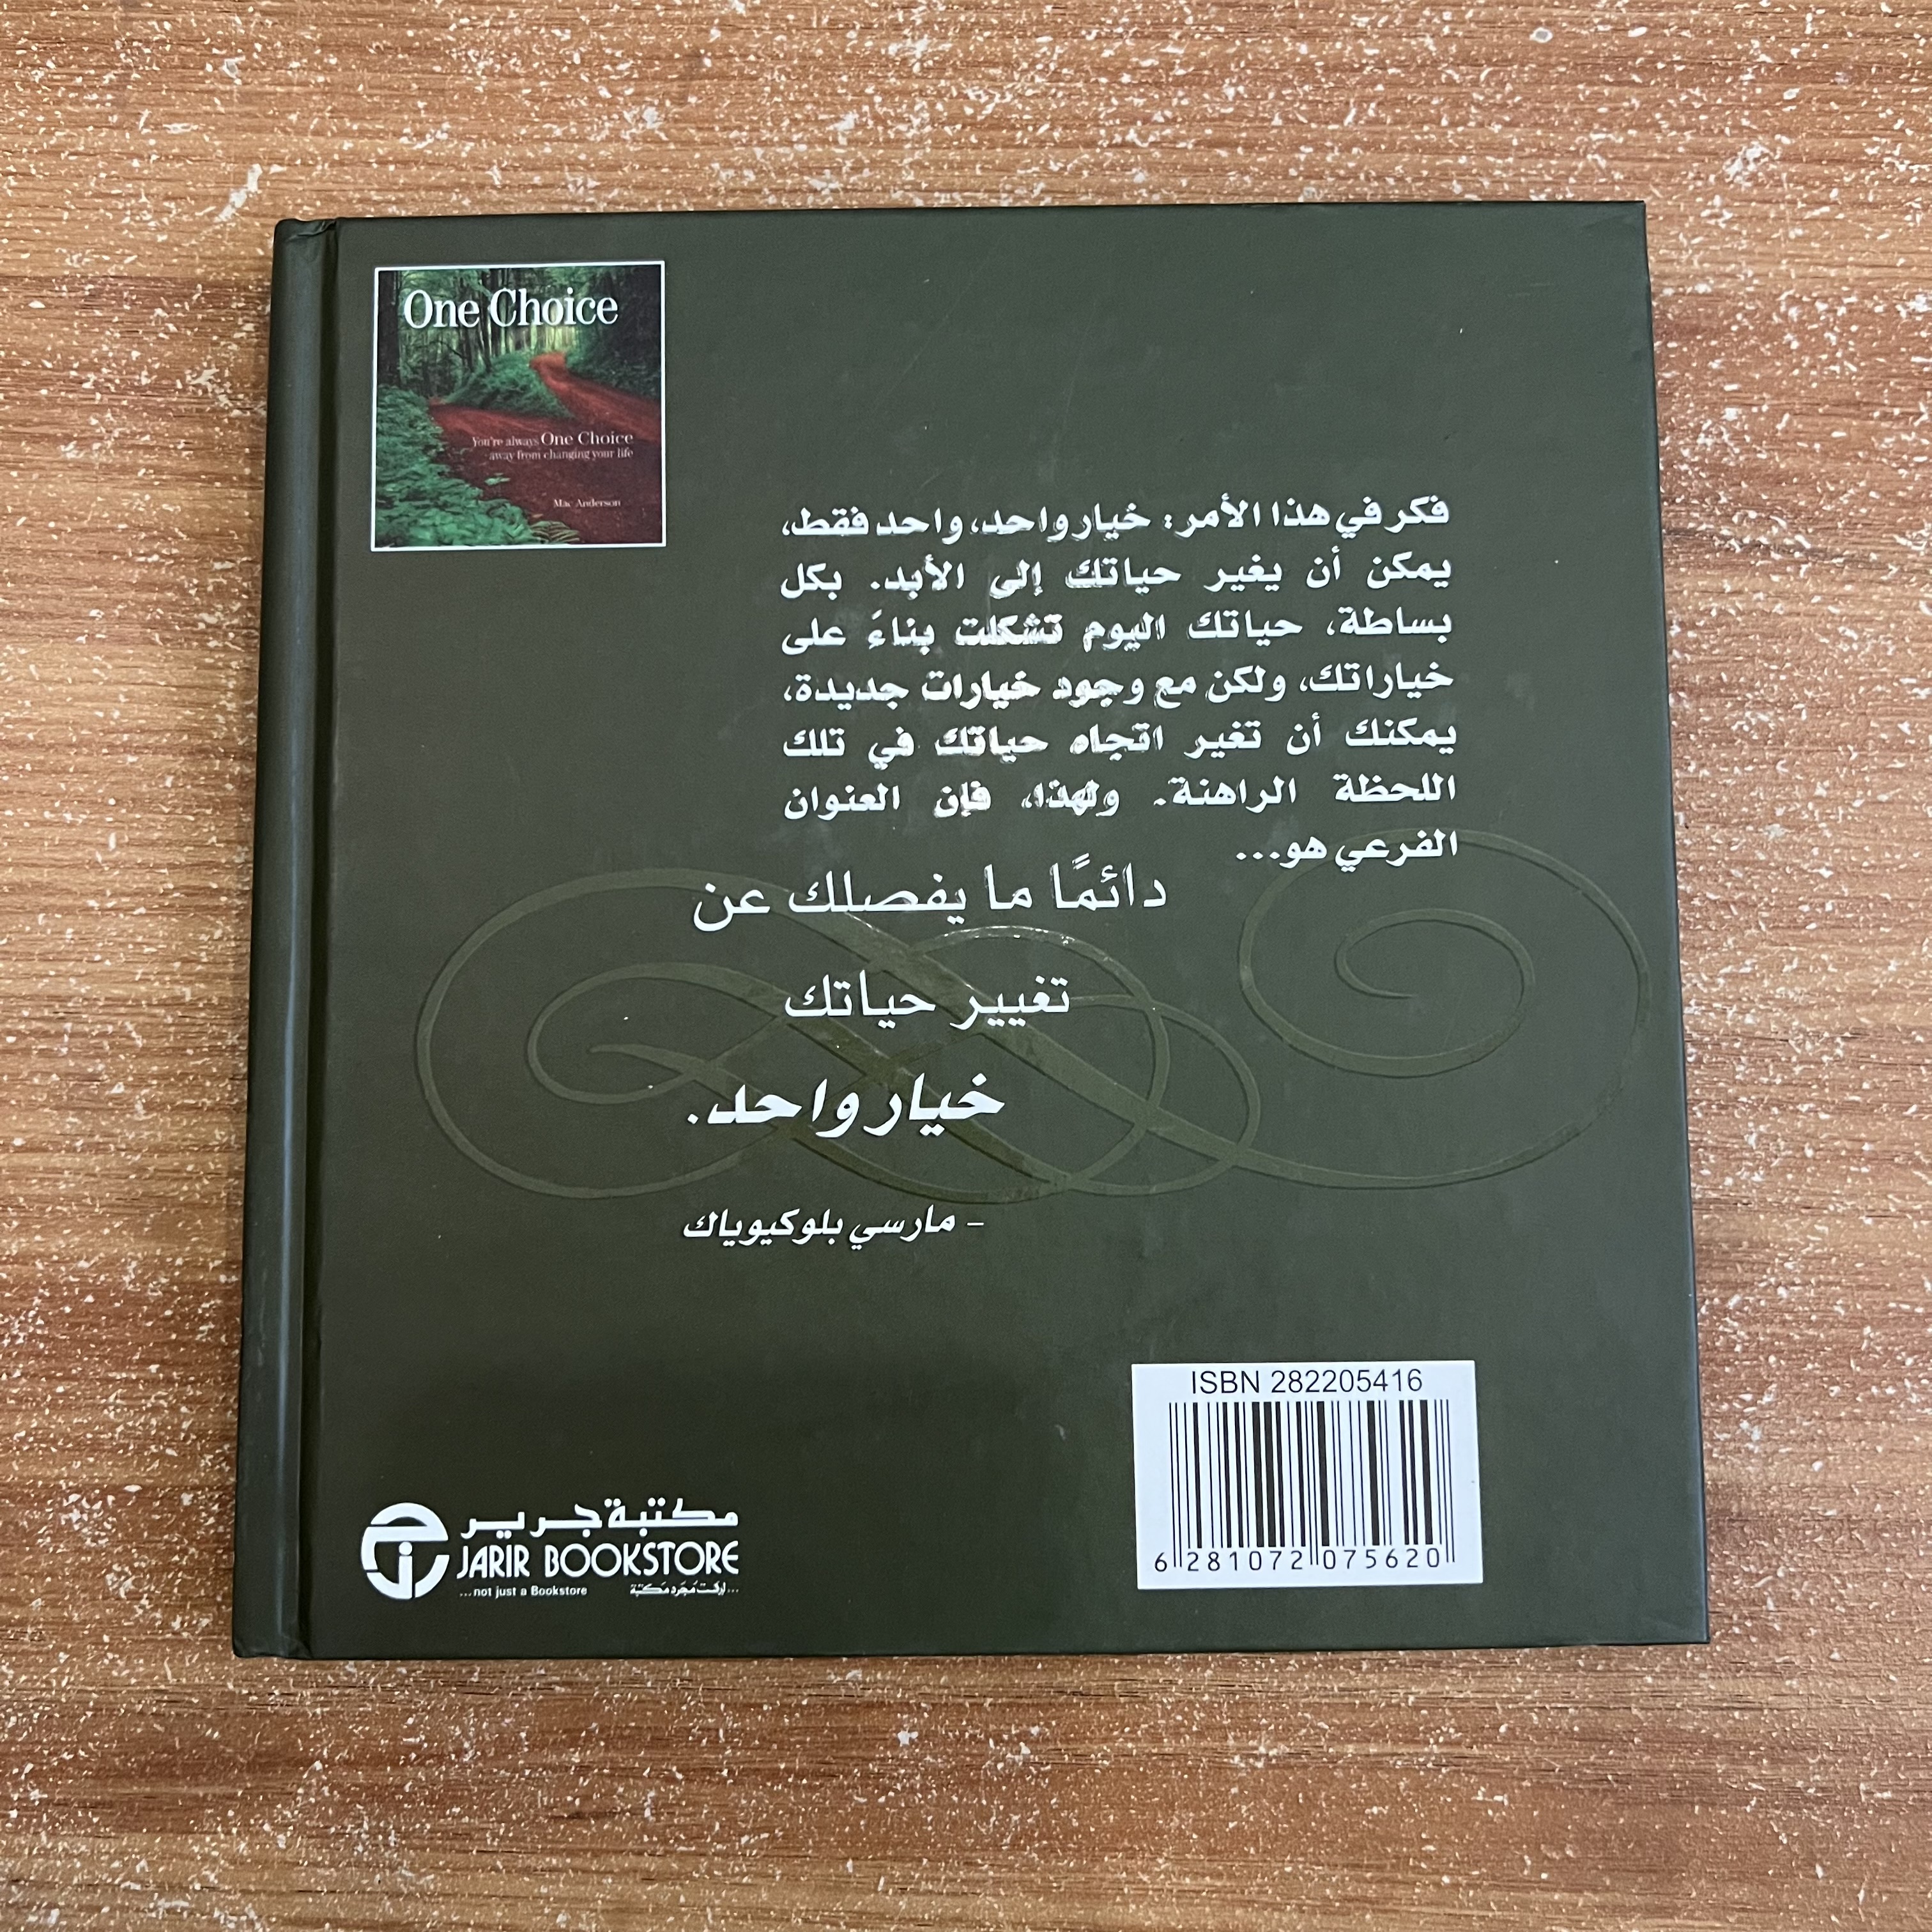 One Choice
You're always One Choice
away from changing your life
Mac Anderson
فكر في هذا الأمر: خيار واحد، واحد فقط،
يمكن أن يغير حياتك إلى الأبد. بكل
بساطة، حياتك اليوم تشكلت بناءً على
خياراتك، ولكن مع وجود خيارات جديدة،
يمكنك أن تغير اتجاه حياتك في تلك
اللحظة الراهنة. ولهذا، فإن العنوان
الفرعي هو...
دائمًا ما يفصلك عن
تغيير حياتك
خيار واحد.
- مارسي بلوكيوياك
ISBN 282205416
6 281072 075620
مكتبة جرير
JARIR BOOKSTORE
...not just a Bookstore ...ليست مجرد مكتبة